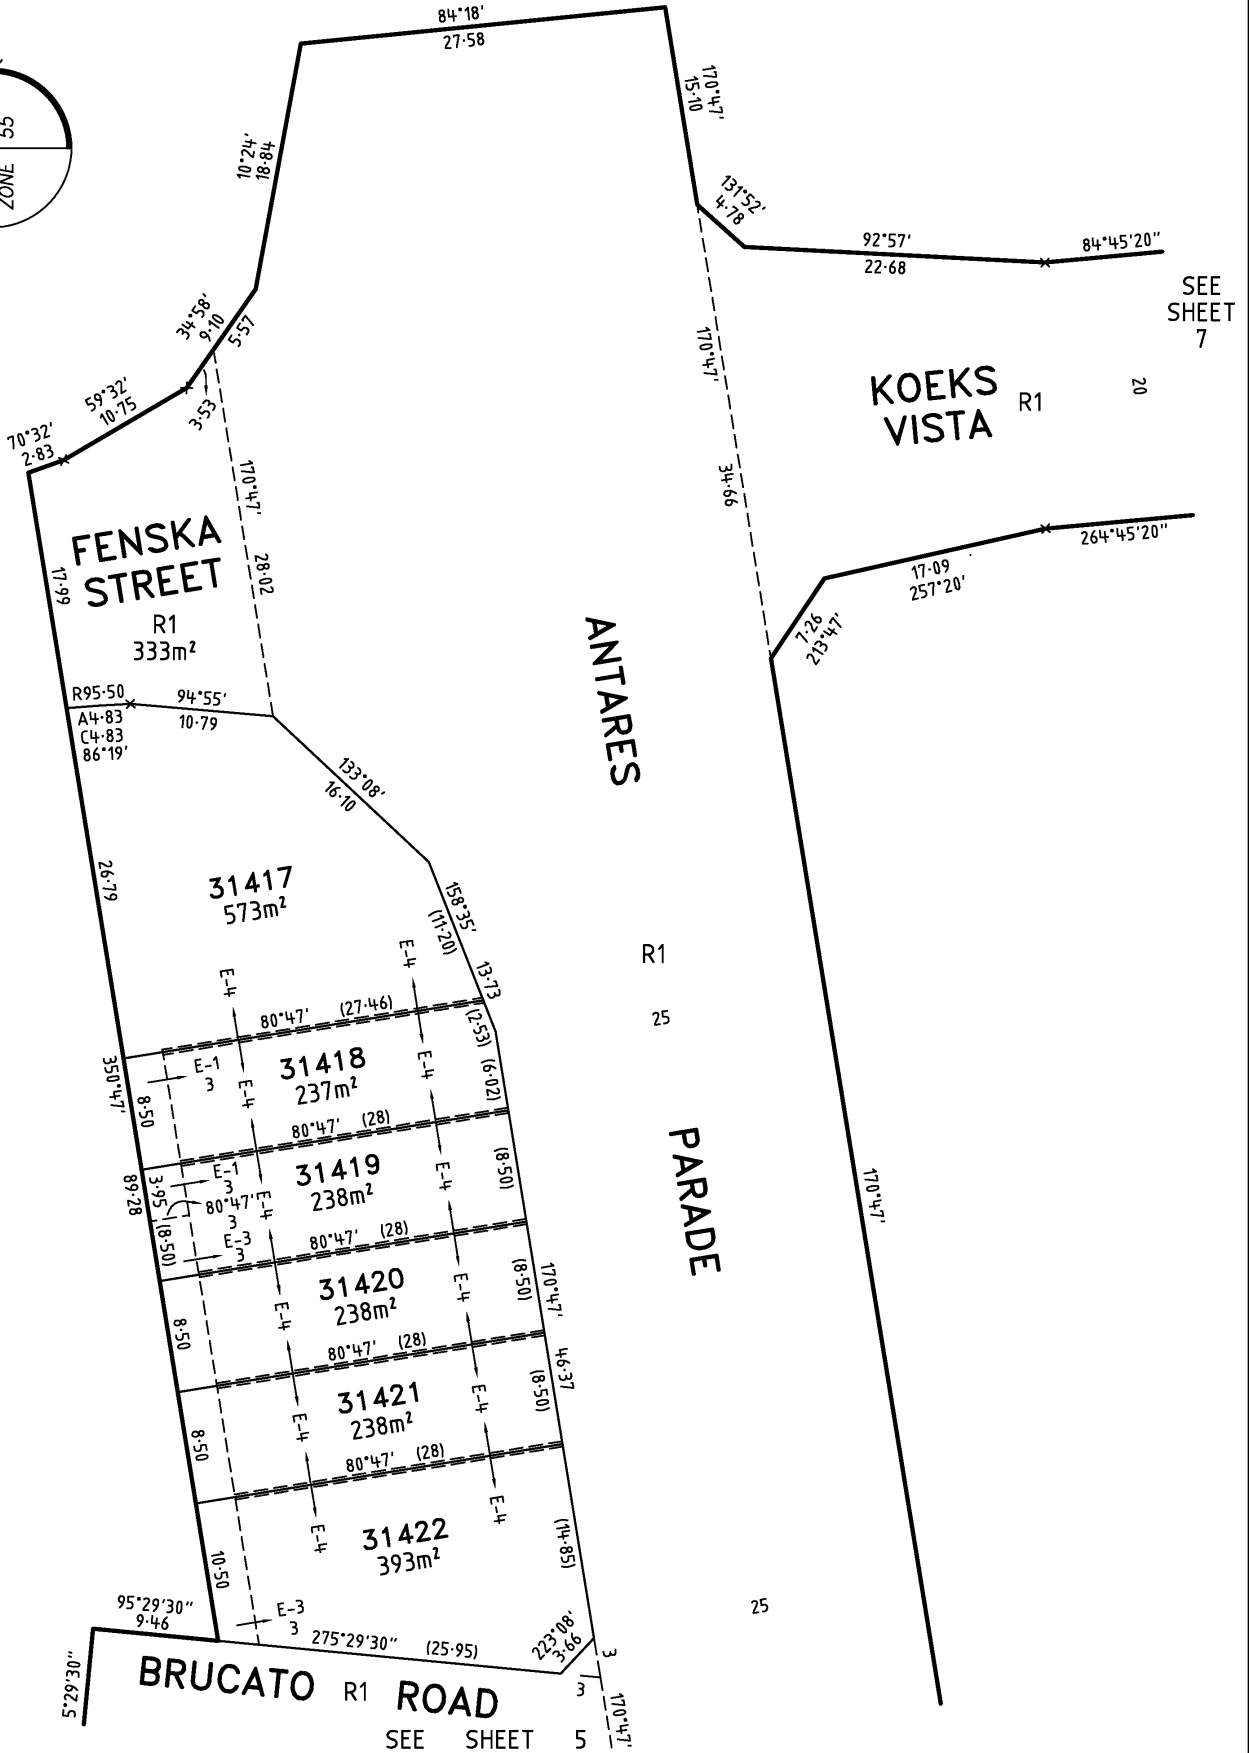 84°18'
27·58
170°47'
15·10
ZONE 55
10°24'
18·84
131°52'
4·78
92°57'
22·68
84°45'20"
SEE
SHEET
7
34°58'
9·10
5·57
170°47'
KOEKS
VISTA
R1
20
59°32'
10·75
3·53
70°32'
2·83
170°47'
34·66
FENSKA
STREET
R1
333m²
17·99
28·02
264°45'20"
17·09
257°20'
7·26
213°47'
R95·50
A4·83
C4·83
86°19'
94°55'
10·79
ANTARES
133°08'
16·10
26·79
31417
573m²
158°35'
(11·20)
13·73
R1
25
E-4
E-4
80°47' (27·46)
(2·53)
350°47'
89·28
E-1
3
8·50
31418
237m²
E-4
E-4
(6·02)
80°47' (28)
PARADE
3·95
E-1
3
80°47'
3
(8·50)
E-3
3
31419
238m²
E-4
E-4
(8·50)
170°47'
80°47' (28)
31420
238m²
8·50
E-4
E-4
(8·50)
170°47'
46·37
80°47' (28)
31421
238m²
8·50
E-4
E-4
(8·50)
80°47' (28)
31422
393m²
10·50
E-4
E-4
(14·85)
25
95°29'30"
9·46
E-3
3
275°29'30" (25·95)
223°08'
3·66
3
3
170°47'
5°29'30"
BRUCATO R1 ROAD
SEE SHEET 5